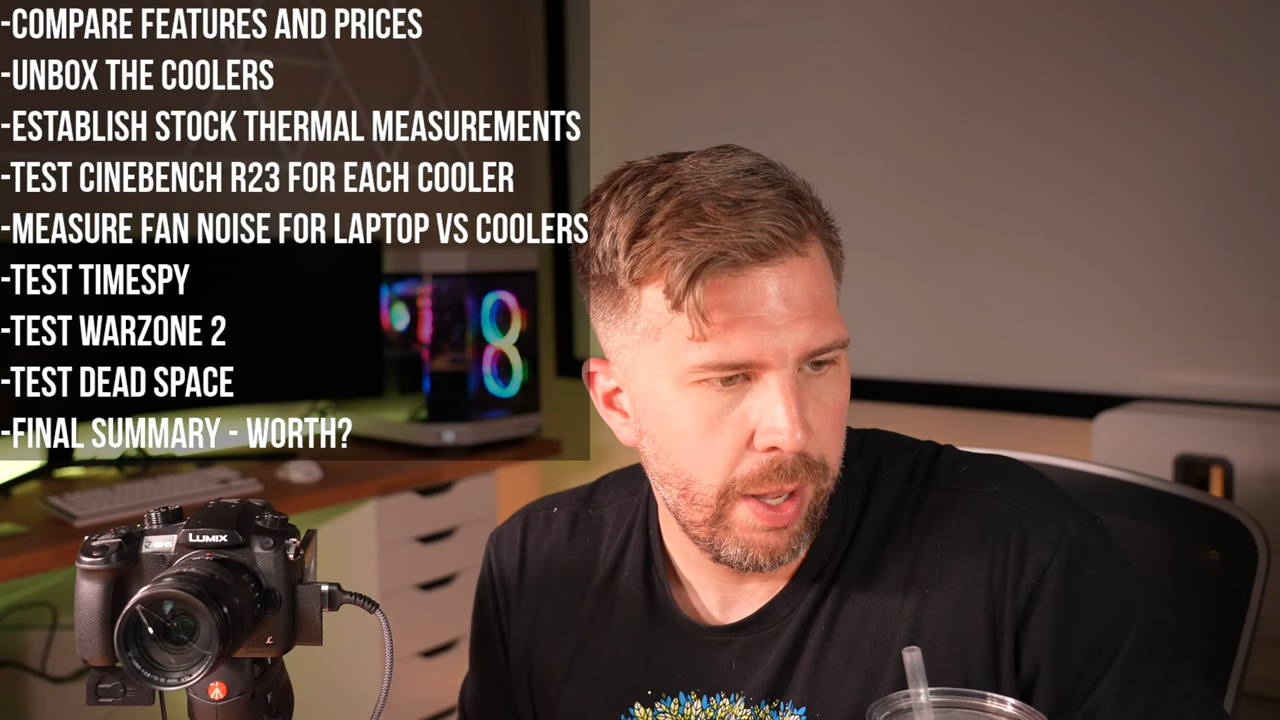 -COMPARE FEATURES AND PRICES
-UNBOX THE COOLERS
-ESTABLISH STOCK THERMAL MEASUREMENTS
-TEST CINEBENCH R23 FOR EACH COOLER
-MEASURE FAN NOISE FOR LAPTOP VS COOLERS
-TEST TIMESPY
-TEST WARZONE 2
-TEST DEAD SPACE
-FINAL SUMMARY - WORTH?
LUMIX
GH5
L